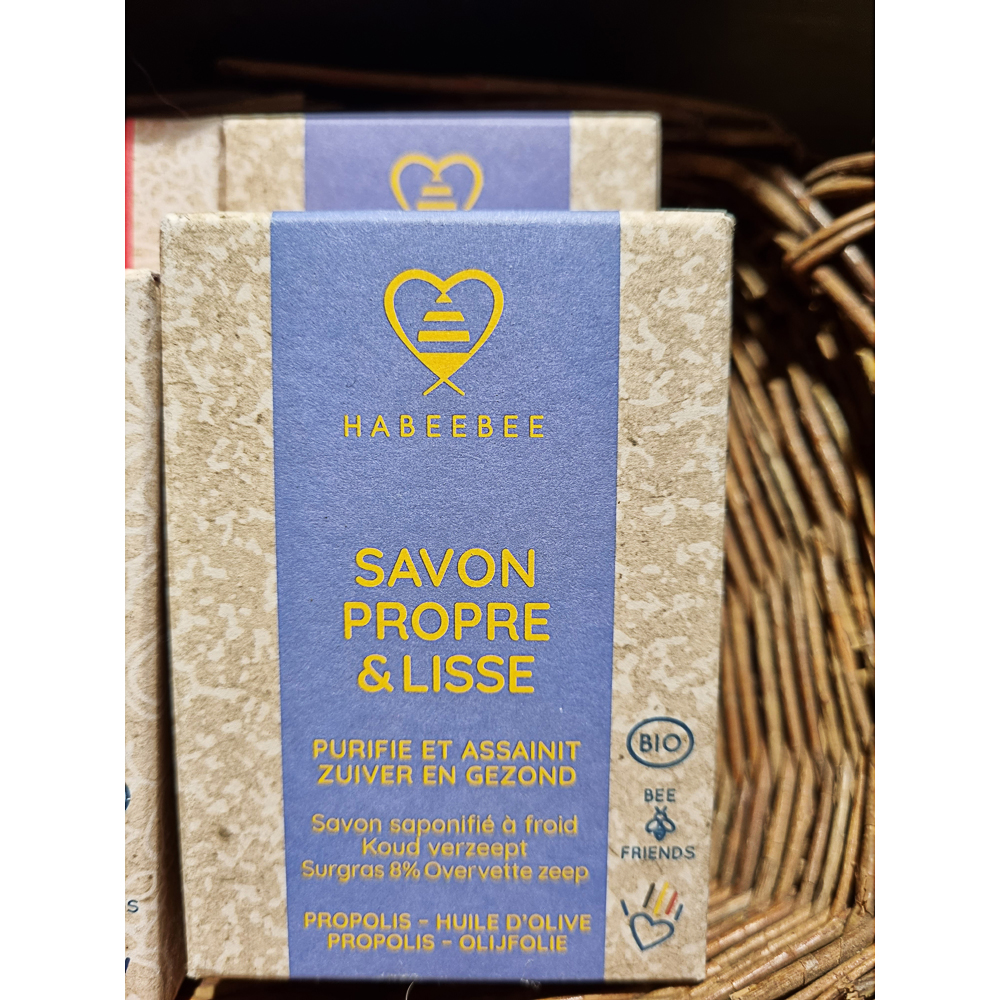 HABEEBEE
SAVON
PROPRE
& LISSE
PURIFIE ET ASSAINIT
ZUIVER EN GEZOND
Savon saponifié à froid
Koud verzeept
Surgras 8% Overvette zeep
PROPOLIS - HUILE D'OLIVE
PROPOLIS - OLIJFOLIE
BIO
BEE
FRIENDS
S